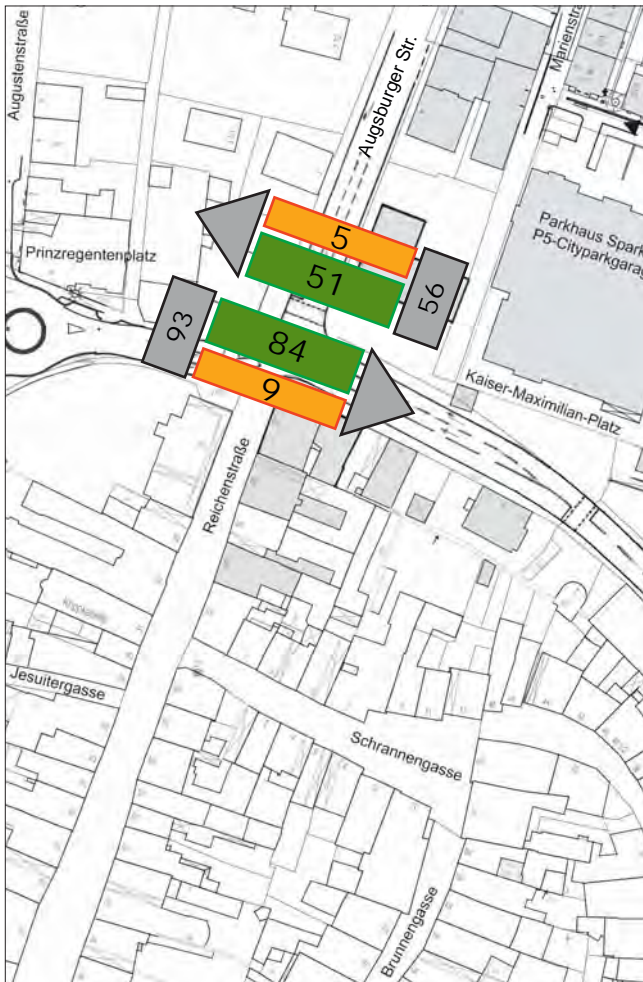 Augustenstraße
Augsburger Str.
Marienstra
Parkhaus Spark
P5-Cityparkgarag
Prinzregentenplatz
5
51
56
93
84
9
Kaiser-Maximilian-Platz
Reichenstraße
Jesuitergasse
Schrannengasse
Brunnengasse